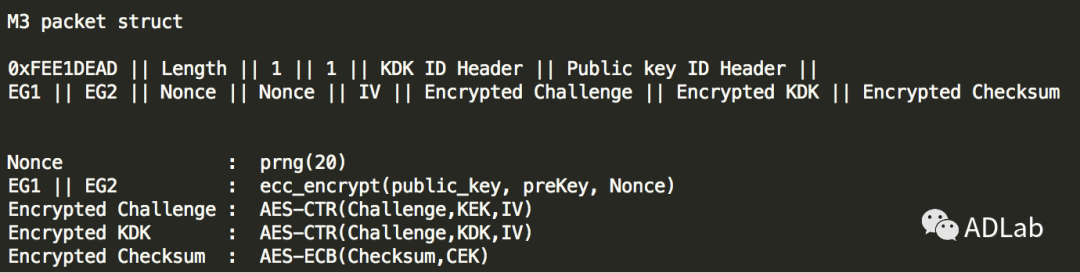 M3 packet struct
0xFEE1DEAD || Length || 1 || 1 || KDK ID Header || Public key ID Header ||
EG1 || EG2 || Nonce || Nonce || IV || Encrypted Challenge || Encrypted KDK || Encrypted Checksum
Nonce : prng(20)
EG1 || EG2 : ecc_encrypt(public_key, preKey, Nonce)
Encrypted Challenge : AES-CTR(Challenge,KEK,IV)
Encrypted KDK : AES-CTR(Challenge,KDK,IV)
Encrypted Checksum : AES-ECB(Checksum,CEK)
ADLab